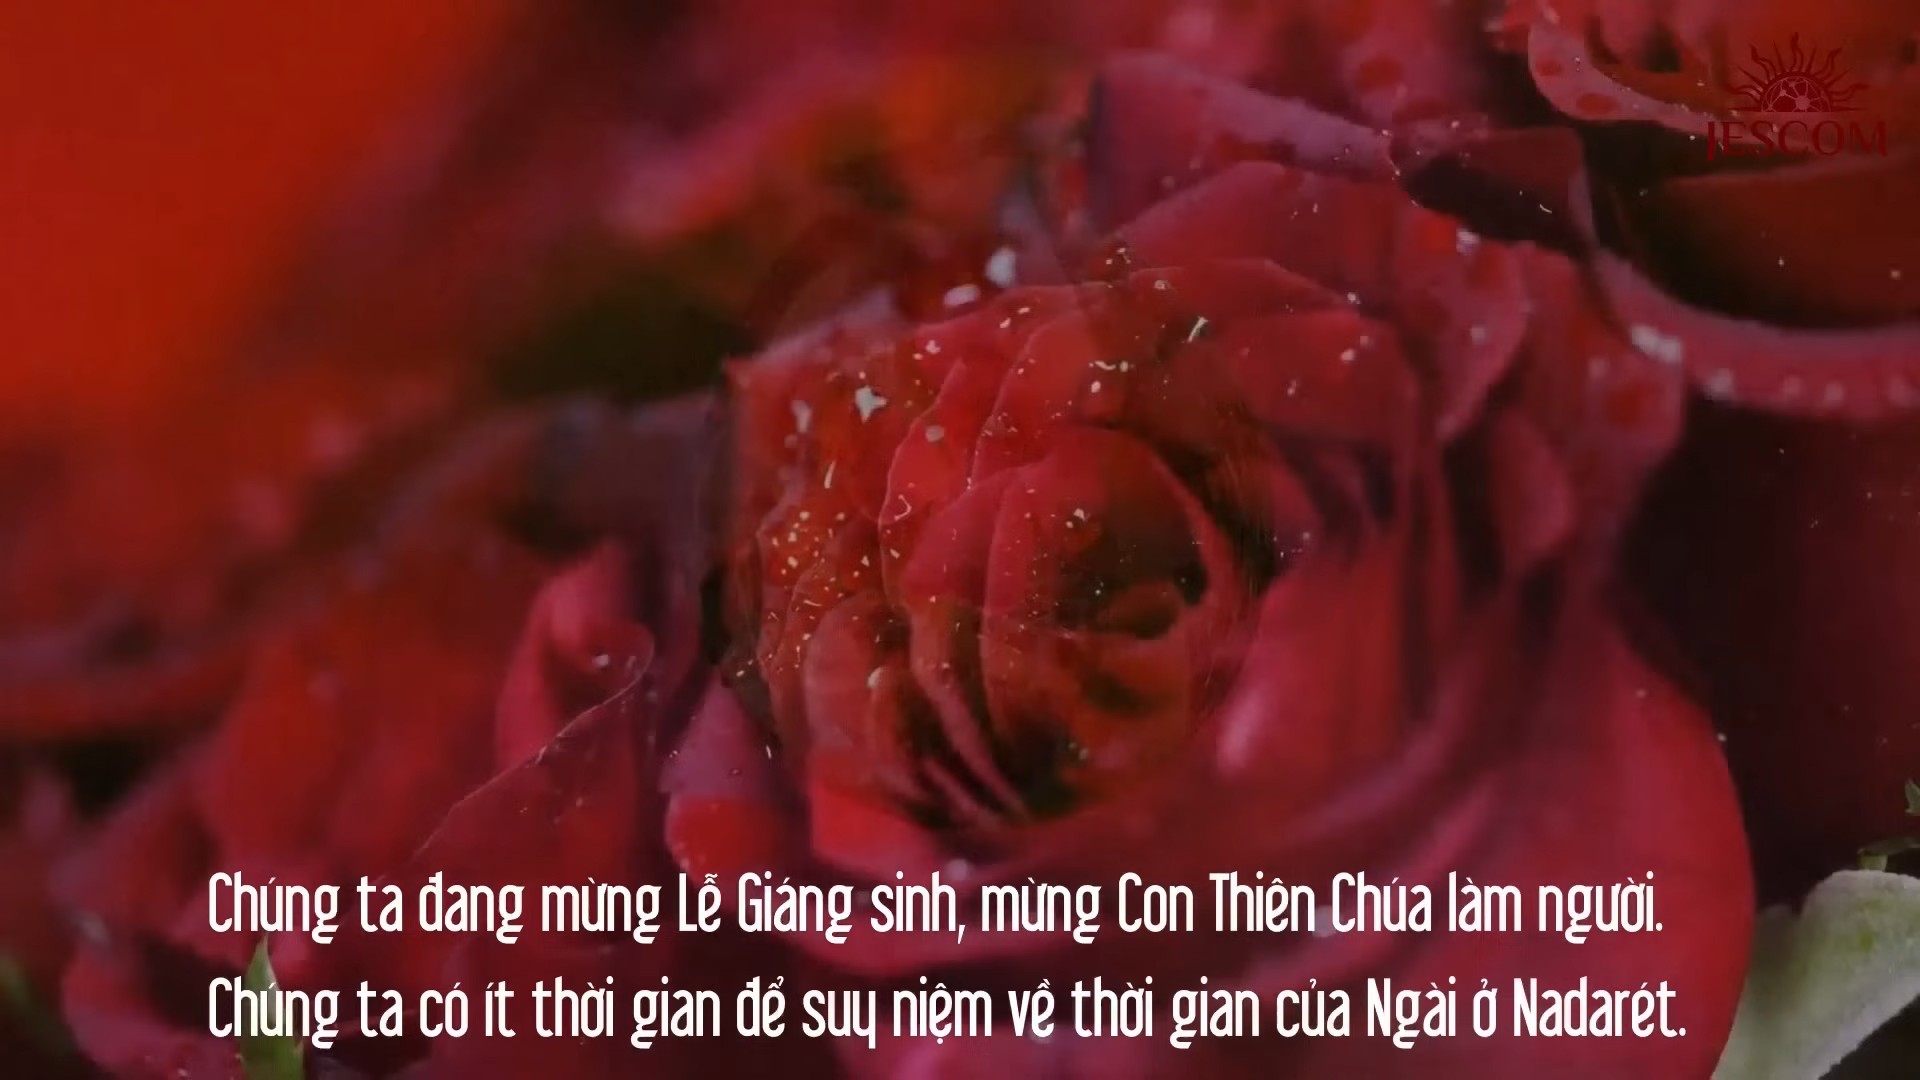 JESCOM
Chúng ta đang mừng Lễ Giáng sinh, mừng Con Thiên Chúa làm người.
Chúng ta có ít thời gian để suy niệm về thời gian của Ngài ở Nadarét.